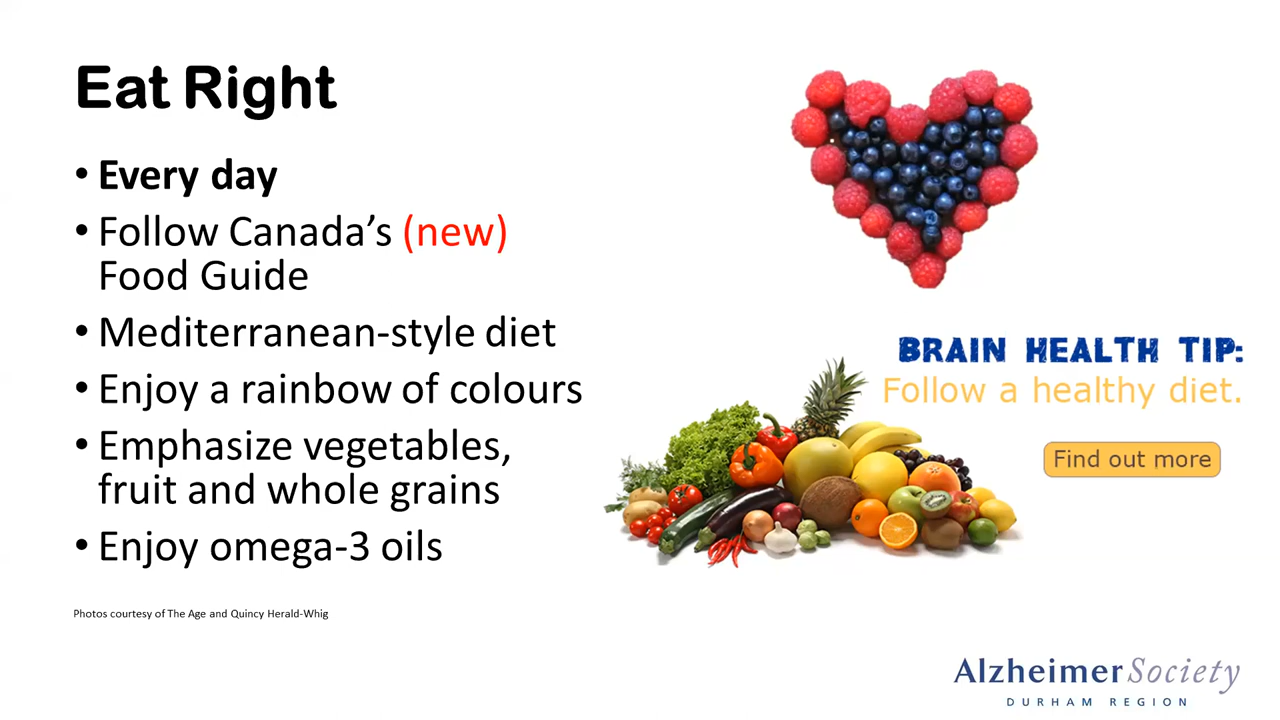 Eat Right
• Every day
• Follow Canada’s (new)
Food Guide
• Mediterranean-style diet
• Enjoy a rainbow of colours
• Emphasize vegetables,
fruit and whole grains
• Enjoy omega-3 oils
Photos courtesy of The Age and Quincy Herald-Whig
BRAIN HEALTH TIP:
Follow a healthy diet.
Find out more
AlzheimerSociety
DURHAM REGION